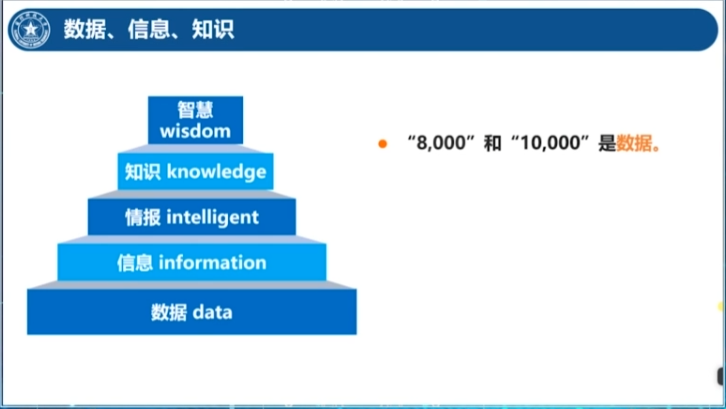 数据、信息、知识
智慧
wisdom
知识 knowledge
情报 intelligent
信息 information
数据 data
“8,000”和“10,000”是数据。